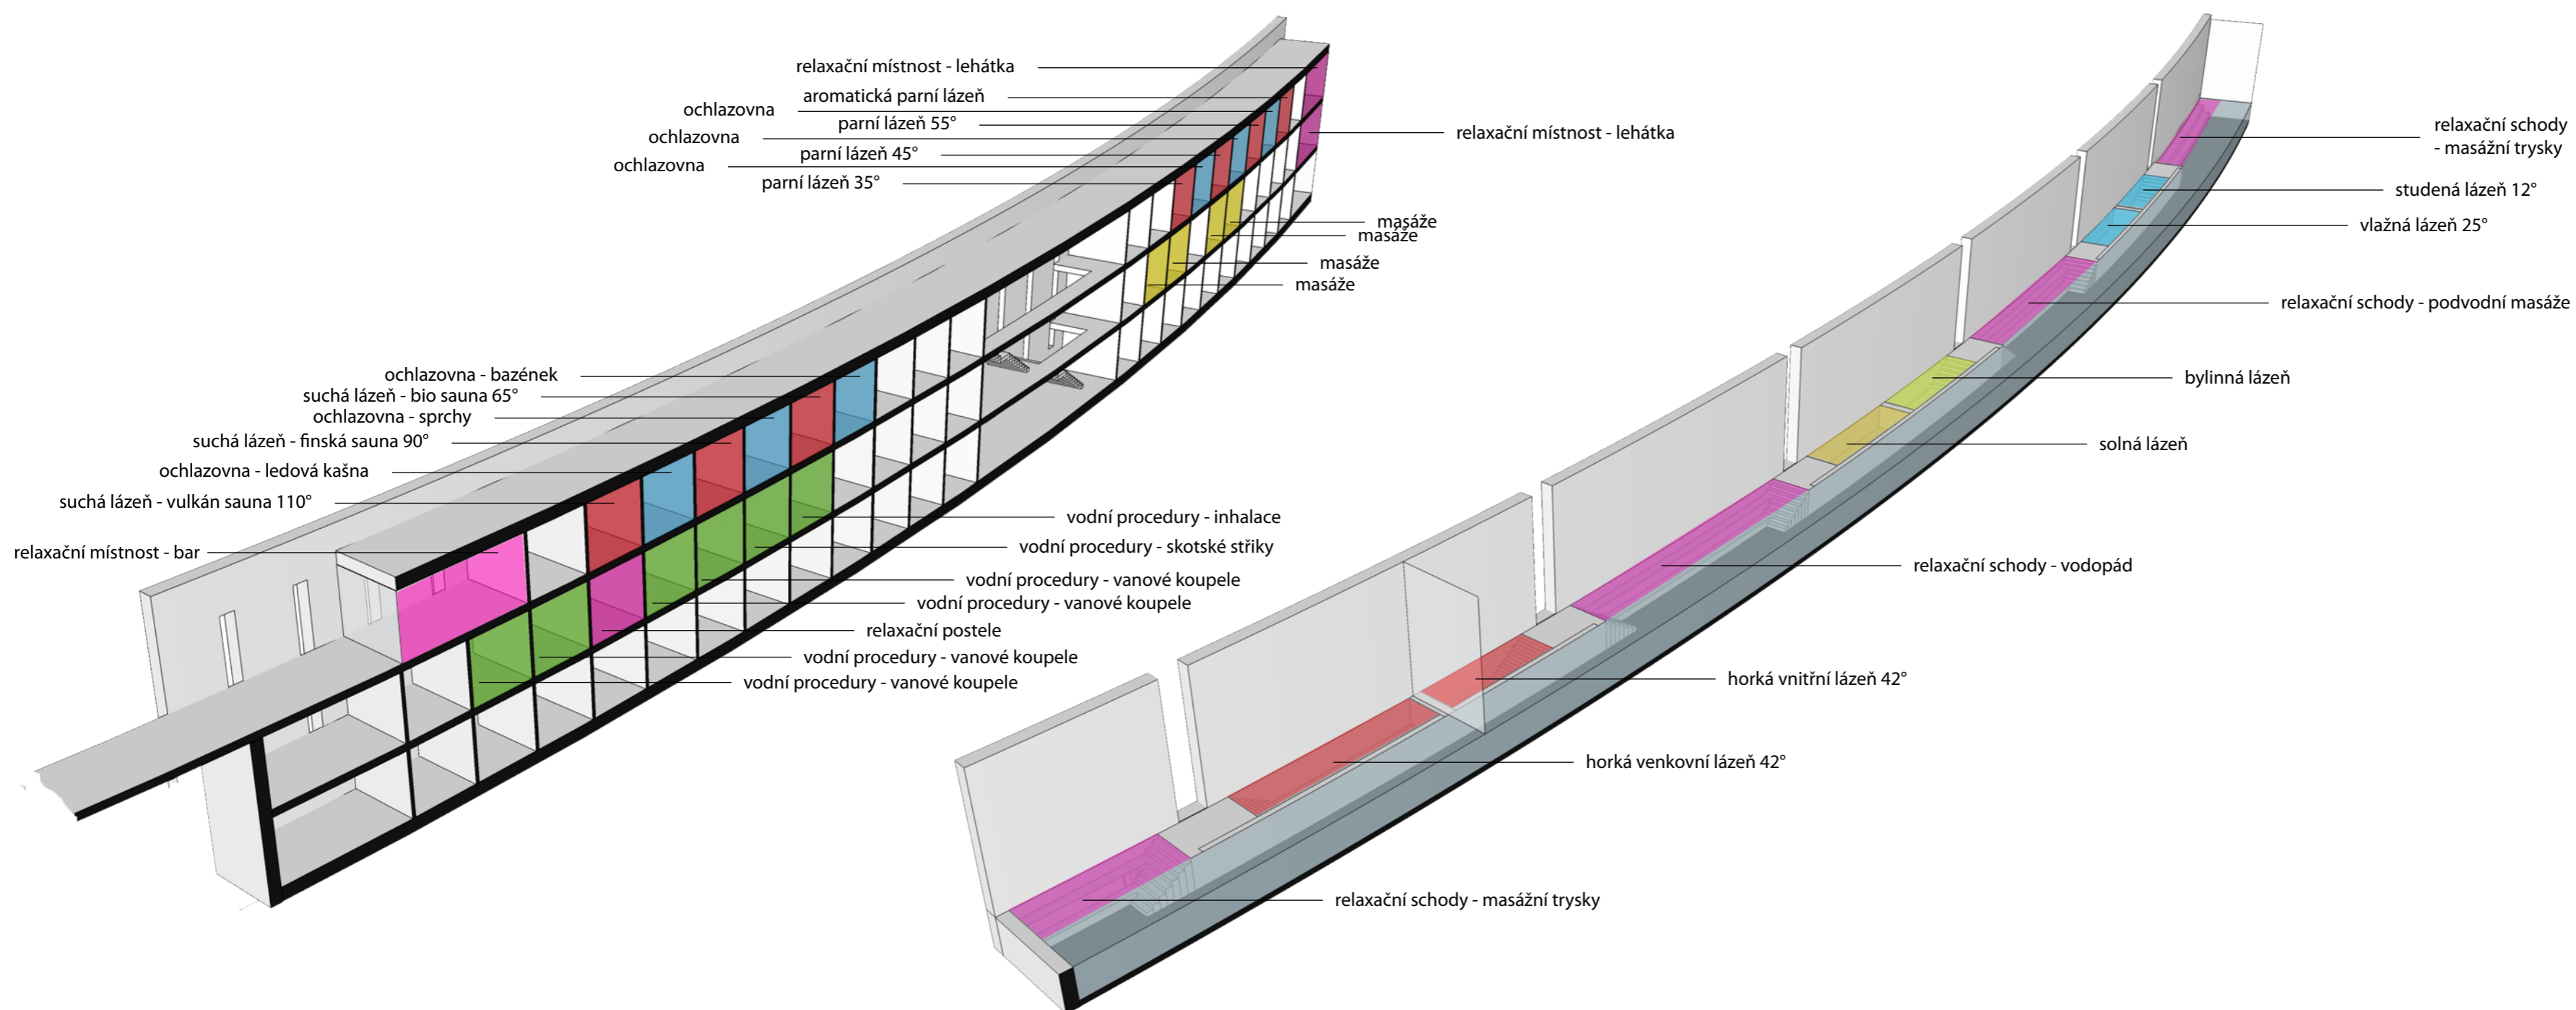 relaxační místnost - lehátka
aromatická parní lázeň
ochlazovna
parní lázeň 55°
ochlazovna
parní lázeň 45°
ochlazovna
parní lázeň 35°
relaxační místnost - lehátka
masáže
masáže
masáže
masáže
ochlazovna - bazének
suchá lázeň - bio sauna 65°
ochlazovna - sprchy
suchá lázeň - finská sauna 90°
ochlazovna - ledová kašna
suchá lázeň - vulkán sauna 110°
relaxační místnost - bar
vodní procedury - inhalace
vodní procedury - skotské střiky
vodní procedury - vanové koupele
vodní procedury - vanové koupele
relaxační postele
vodní procedury - vanové koupele
vodní procedury - vanové koupele
relaxační schody
- masážní trysky
studená lázeň 12°
vlažná lázeň 25°
relaxační schody - podvodní masáže
bylinná lázeň
solná lázeň
relaxační schody - vodopád
horká vnitřní lázeň 42°
horká venkovní lázeň 42°
relaxační schody - masážní trysky